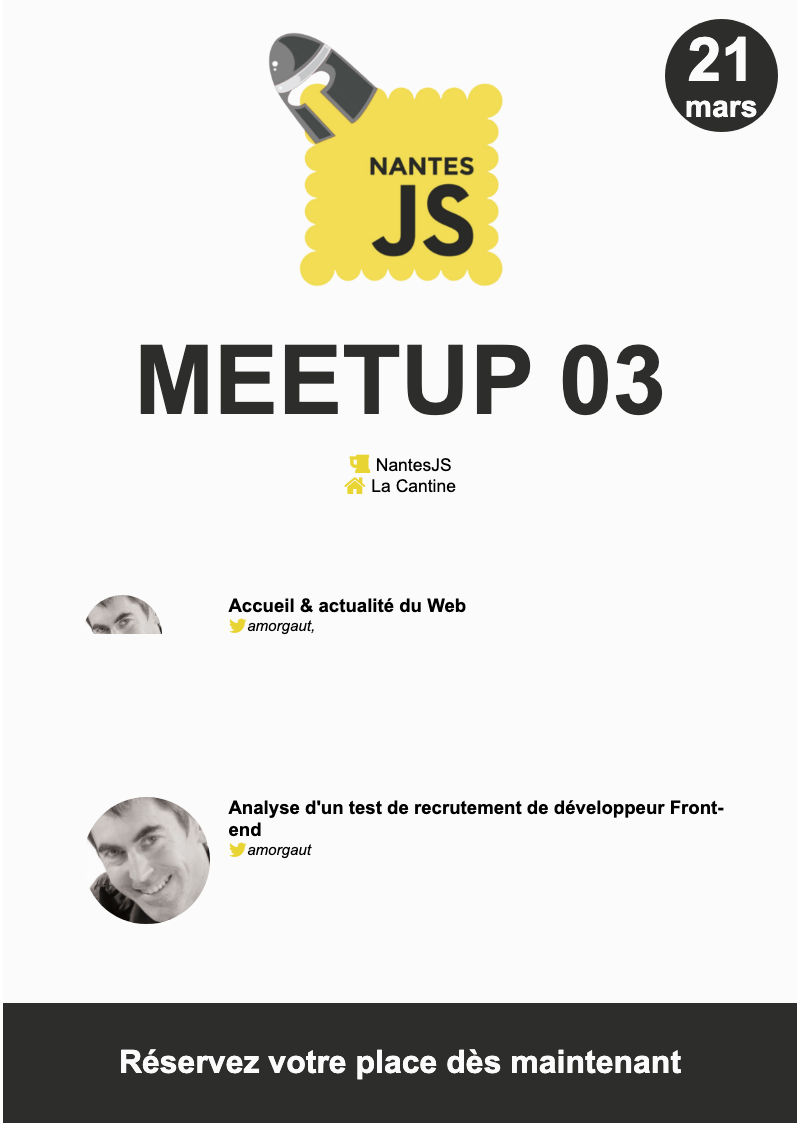 21
mars
NANTES
JS
MEETUP 03
NantesJS
La Cantine
Accueil & actualité du Web
amorgaut,
Analyse d'un test de recrutement de développeur Front-
end
amorgaut
Réservez votre place dès maintenant